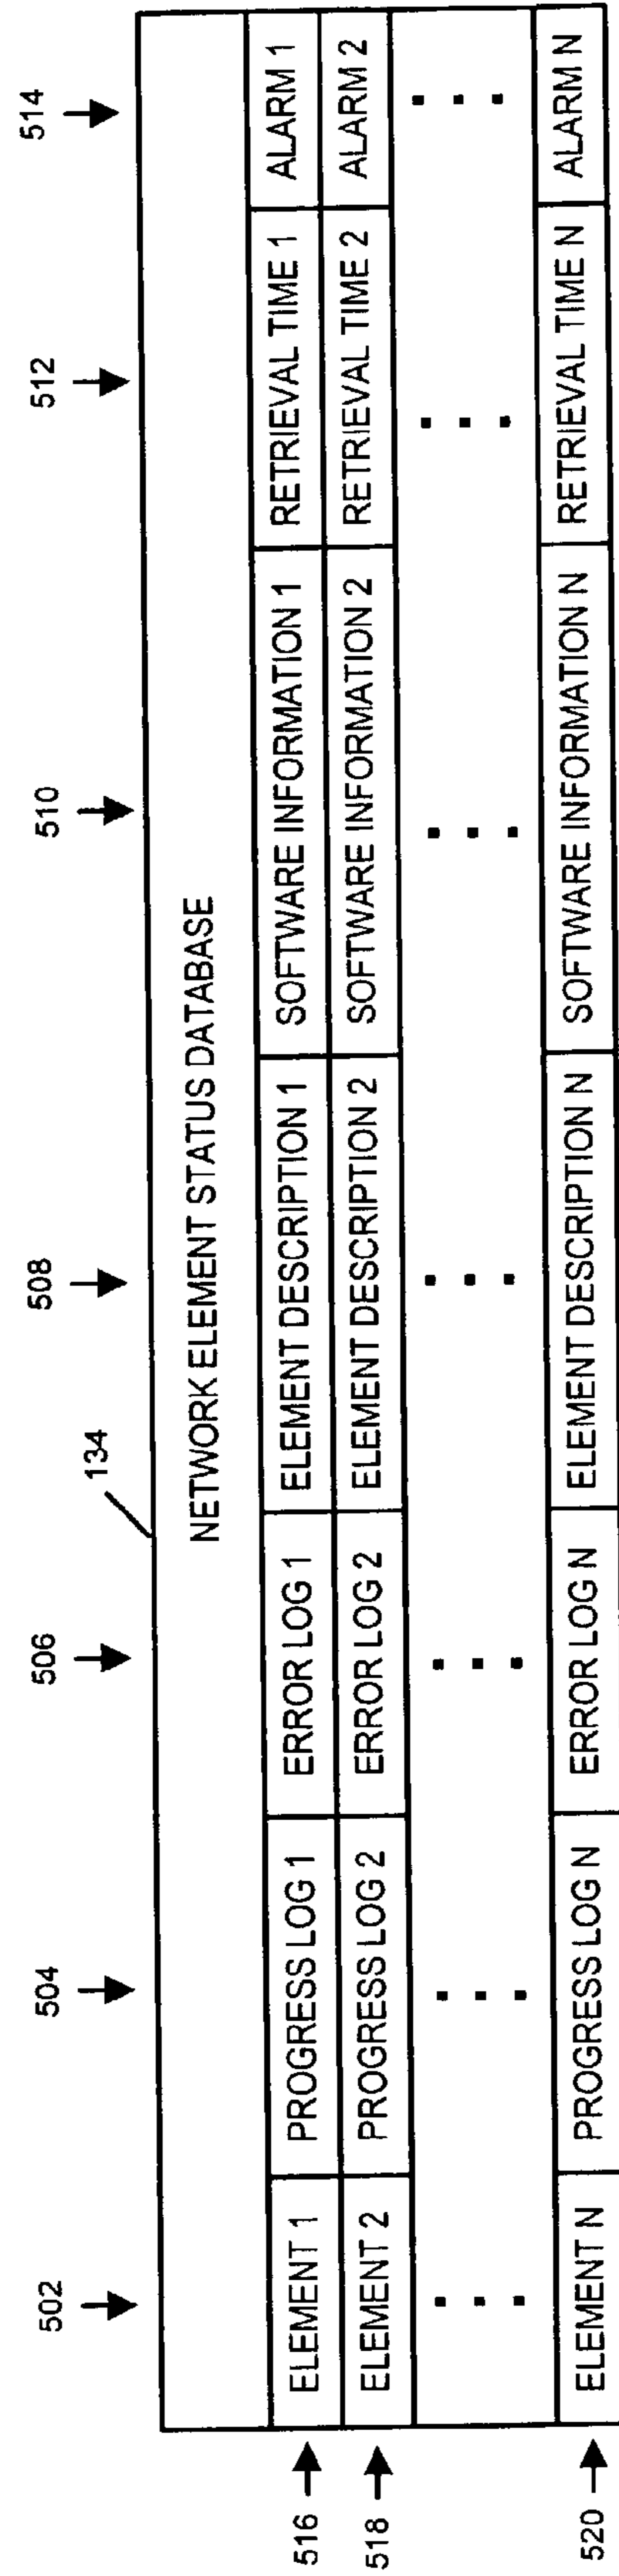 502 504 506 508 510 512 514
134
NETWORK ELEMENT STATUS DATABASE
516 ELEMENT 1 PROGRESS LOG 1 ERROR LOG 1 ELEMENT DESCRIPTION 1 SOFTWARE INFORMATION 1 RETRIEVAL TIME 1 ALARM 1
518 ELEMENT 2 PROGRESS LOG 2 ERROR LOG 2 ELEMENT DESCRIPTION 2 SOFTWARE INFORMATION 2 RETRIEVAL TIME 2 ALARM 2
520 ELEMENT N PROGRESS LOG N ERROR LOG N ELEMENT DESCRIPTION N SOFTWARE INFORMATION N RETRIEVAL TIME N ALARM N